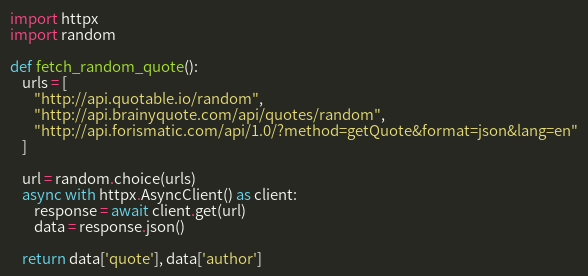 import httpx
import random

def fetch_random_quote():
    urls = [
        "http://api.quotable.io/random",
        "http://api.brainyquote.com/api/quotes/random",
        "http://api.forismatic.com/api/1.0/?method=getQuote&format=json&lang=en"
    ]

    url = random.choice(urls)
    async with httpx.AsyncClient() as client:
        response = await client.get(url)
        data = response.json()

    return data['quote'], data['author']